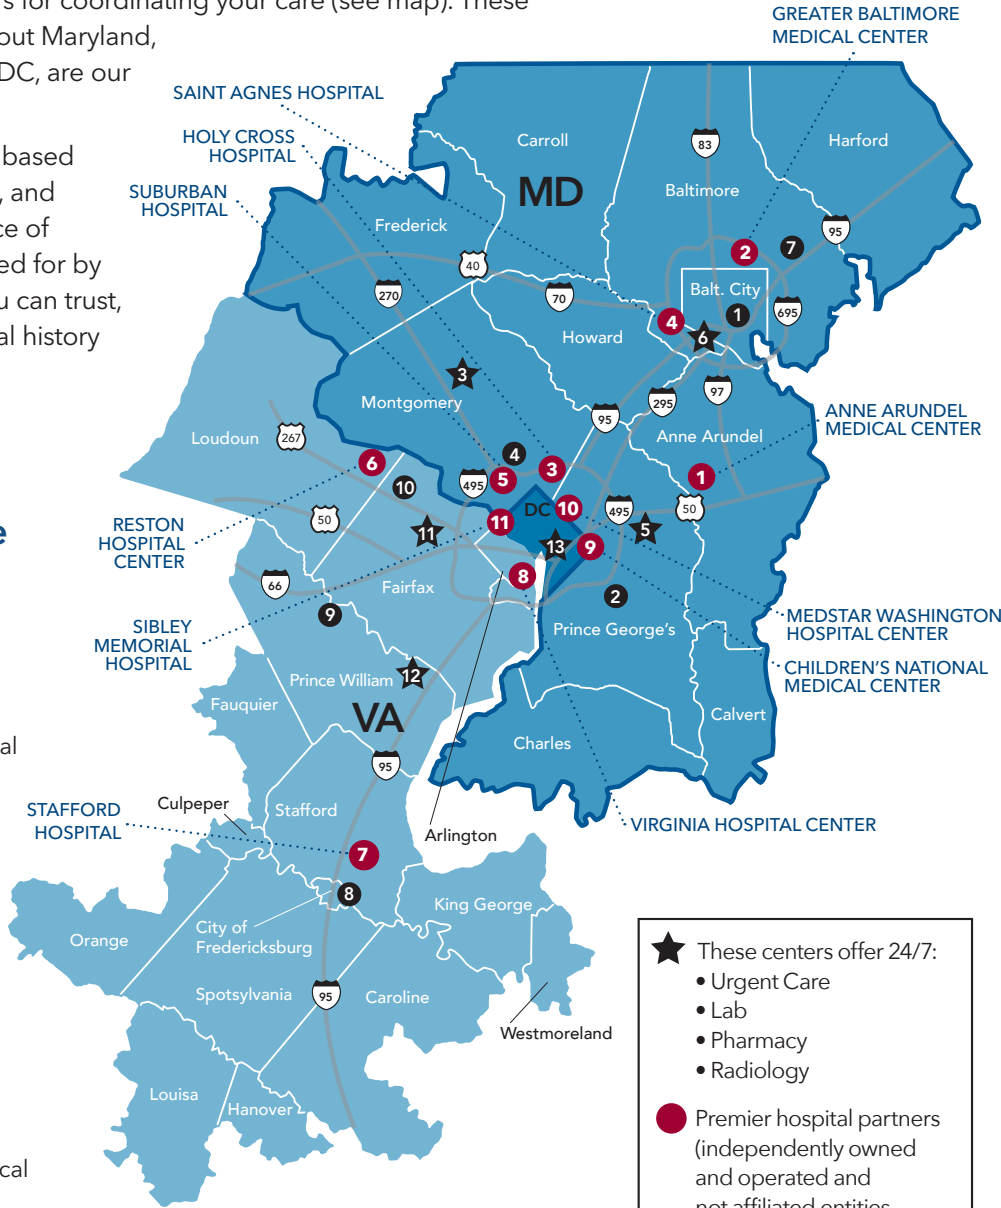 rs for coordinating your care (see map). These
out Maryland,
DC, are our
based
, and
ce of
ed for by
u can trust,
al history
e
al
cal
GREATER BALTIMORE
MEDICAL CENTER
SAINT AGNES HOSPITAL
HOLY CROSS
HOSPITAL
SUBURBAN
HOSPITAL
Carroll
83
Harford
MD
Baltimore
Frederick
95
2
7
40
270
70
Balt. City
1
695
4
6
Howard
3
97
295
Montgomery
95
ANNE ARUNDEL
MEDICAL CENTER
Loudoun
267
Anne Arundel
4
6
3
5
1
10
495
50
DC
10
495
50
11
11
5
RESTON
HOSPITAL
CENTER
13
9
66
8
Fairfax
2
9
Prince George's
MEDSTAR WASHINGTON
HOSPITAL CENTER
SIBLEY
MEMORIAL
HOSPITAL
CHILDREN'S NATIONAL
MEDICAL CENTER
Prince William
12
Fauquier
VA
Calvert
Charles
95
Culpeper
Stafford
STAFFORD
HOSPITAL
Arlington
VIRGINIA HOSPITAL CENTER
7
8
King George
City of
Fredericksburg
Orange
Spotsylvania
95
Caroline
Westmoreland
Louisa
Hanover
These centers offer 24/7:
• Urgent Care
• Lab
• Pharmacy
• Radiology
Premier hospital partners
(independently owned
and operated and
not affiliated entities